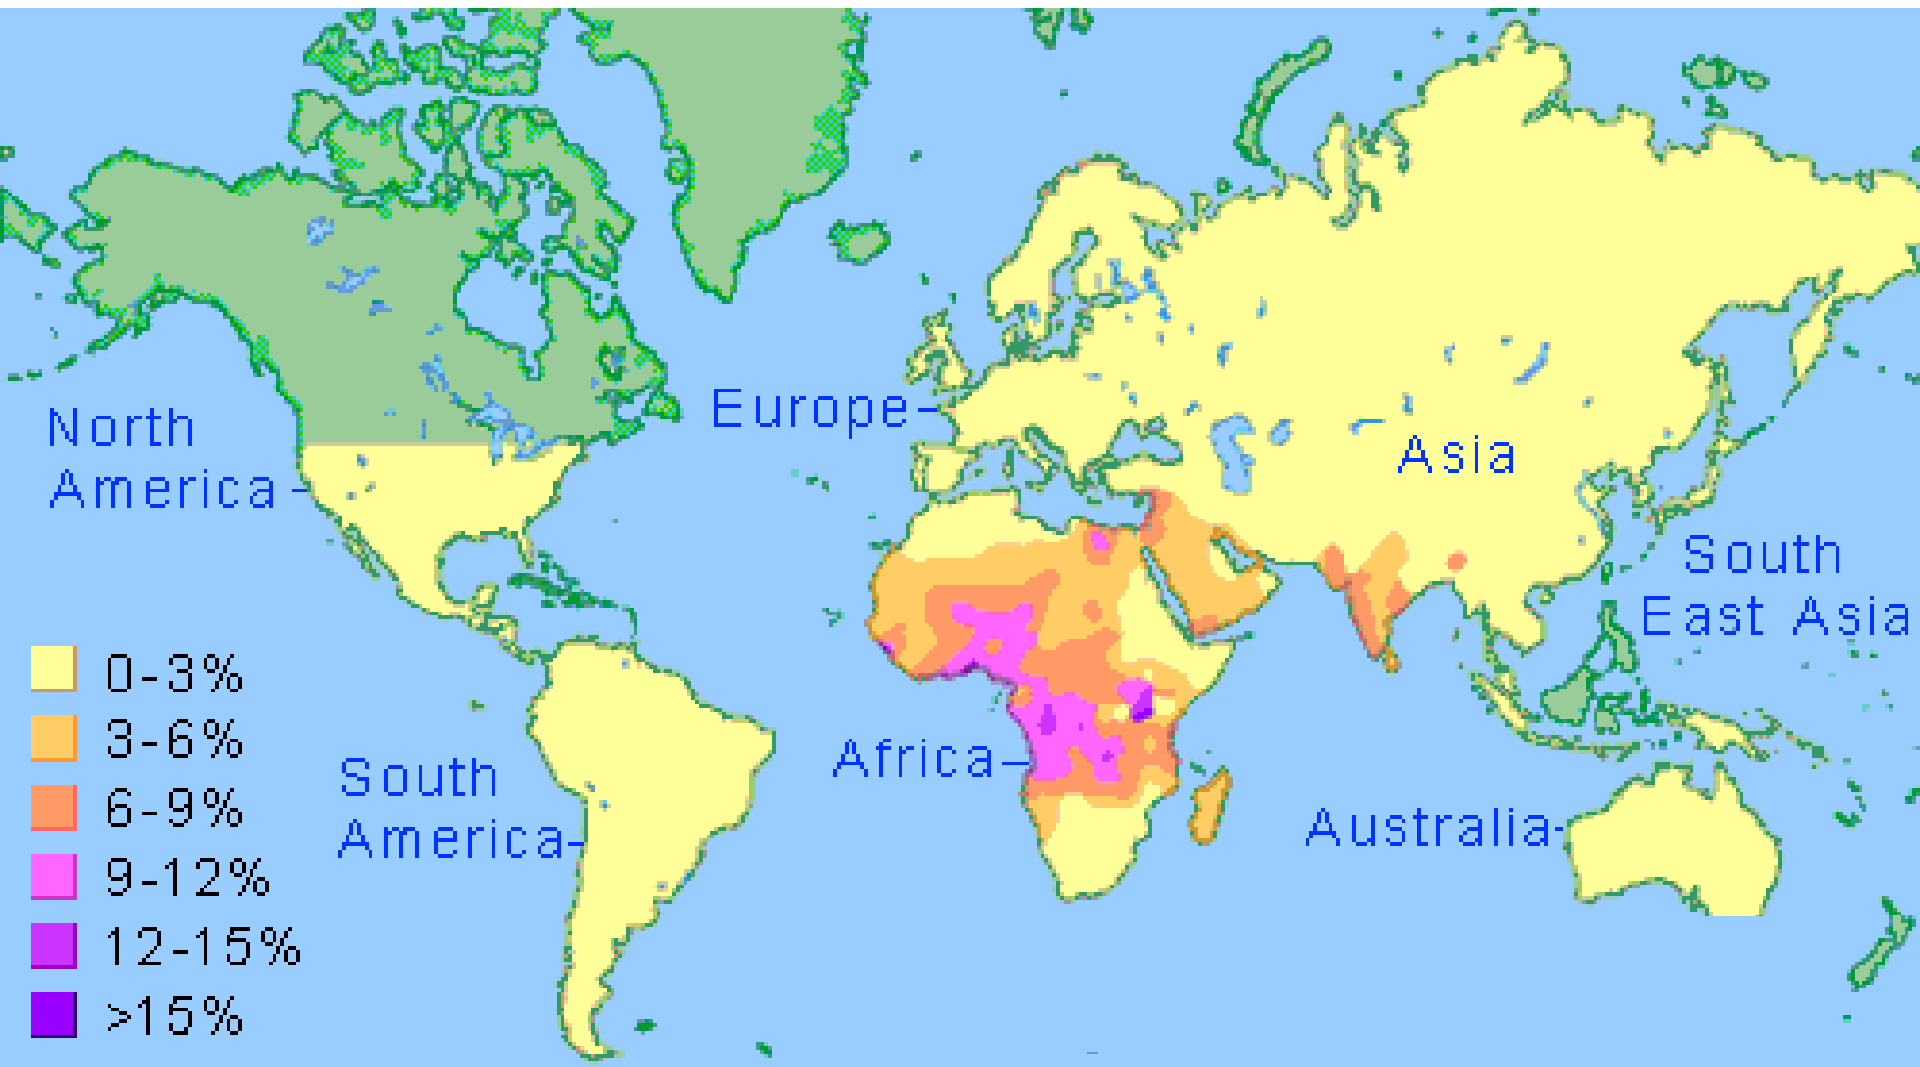 North
America
Europe
Asia
South
East Asia
South
America
Africa
Australia
0-3%
3-6%
6-9%
9-12%
12-15%
>15%